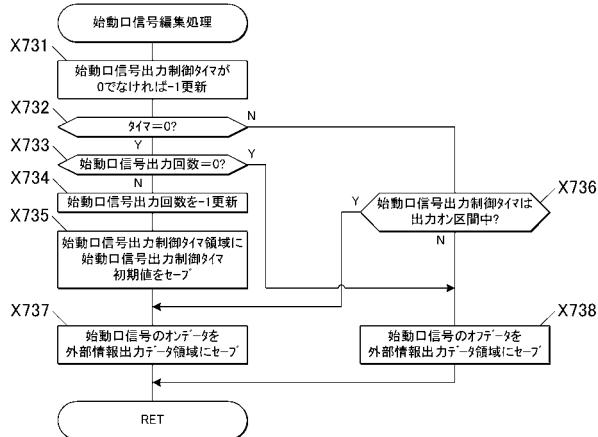 始動口信号編集処理
X731
始動口信号出力制御タイマが
0でなければ-1更新
X732
タイマ=0?
N
Y
X733
始動口信号出力回数=0?
Y
N
X734
始動口信号出力回数を-1更新
X735
始動口信号出力制御タイマ領域に
始動口信号出力制御タイマ
初期値をセーブ
X736
始動口信号出力制御タイマは
出力オン区間中?
Y
N
X737
始動口信号のオンデータを
外部情報出力データ領域にセーブ
X738
始動口信号のオフデータを
外部情報出力データ領域にセーブ
RET